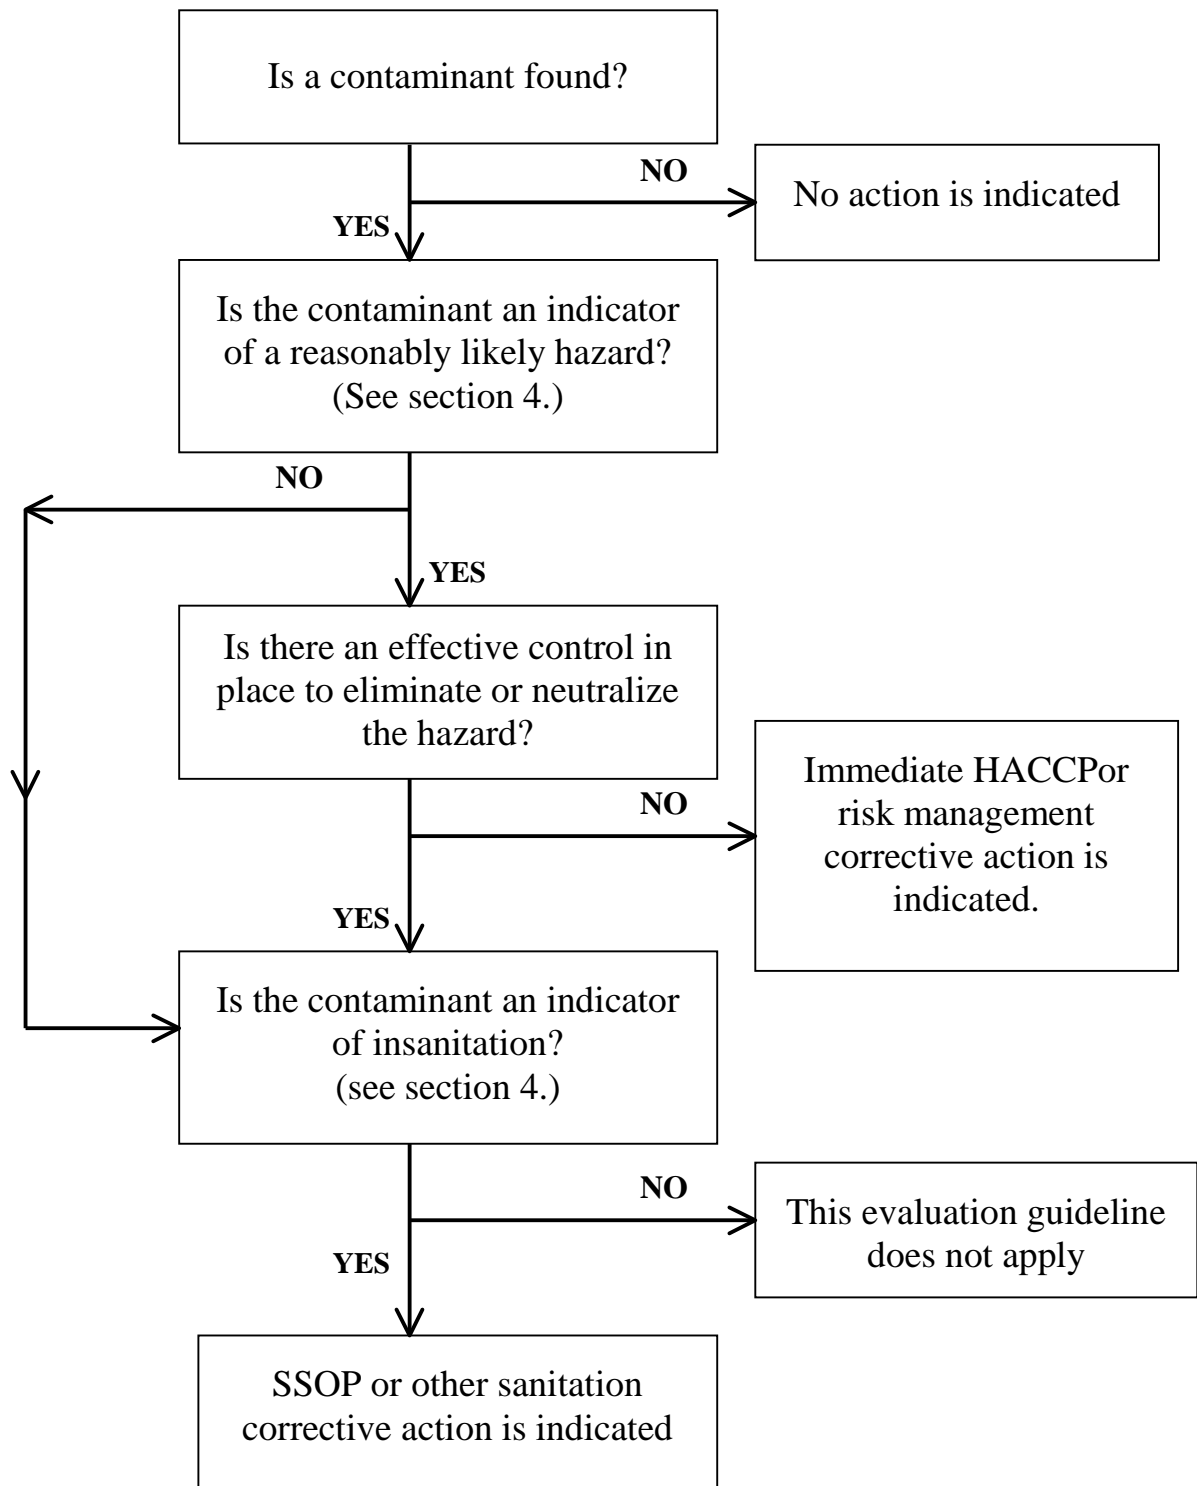 Is a contaminant found?
NO
No action is indicated
YES
Is the contaminant an indicator
of a reasonably likely hazard?
(See section 4.)
NO
YES
Is there an effective control in
place to eliminate or neutralize
the hazard?
NO
Immediate HACCPor
risk management
corrective action is
indicated.
YES
Is the contaminant an indicator
of insanitation?
(see section 4.)
NO
This evaluation guideline
does not apply
YES
SSOP or other sanitation
corrective action is indicated